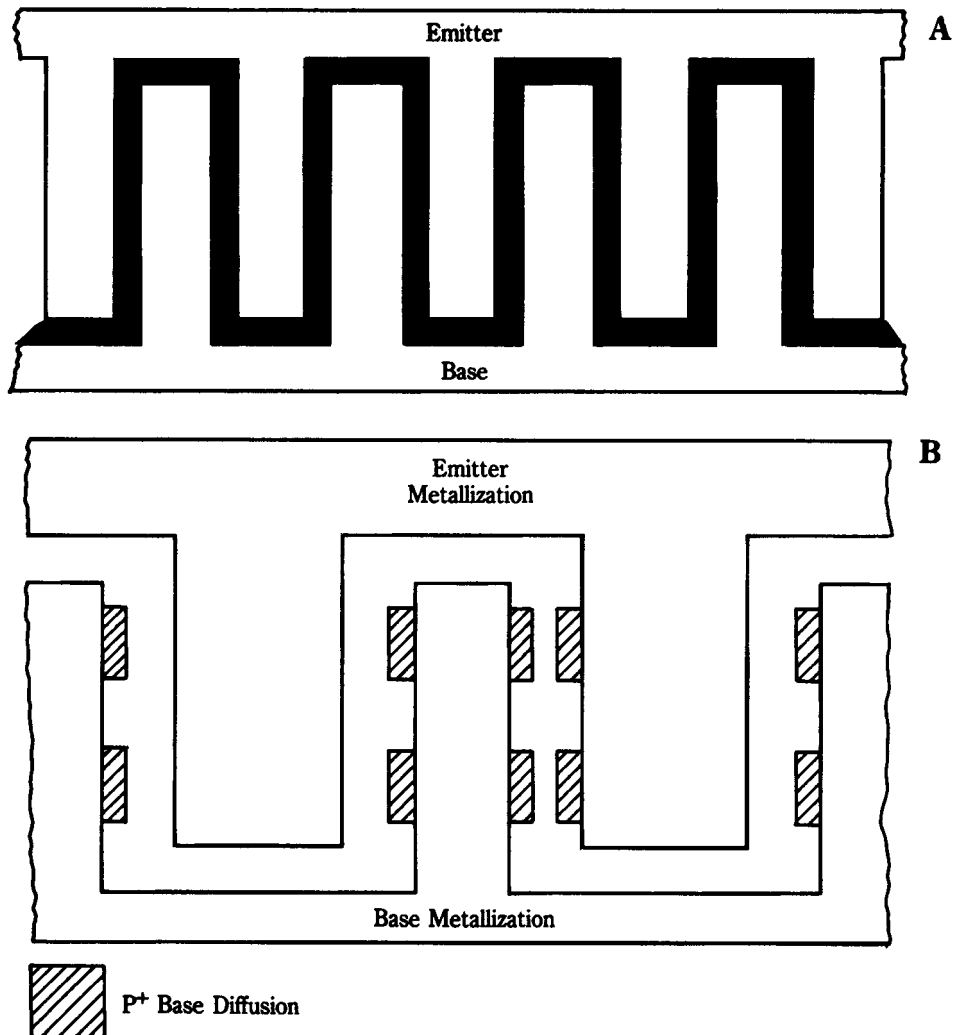 A
Emitter
Base
B
Emitter
Metallization
Base Metallization
P+ Base Diffusion